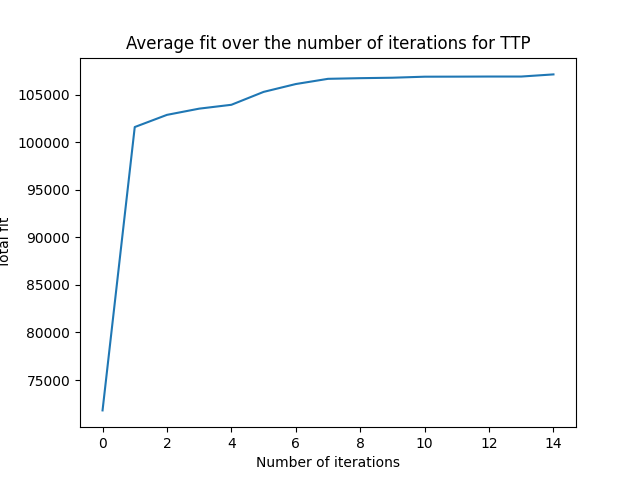 Average fit over the number of iterations for TTP
105000
100000
95000
90000
85000
80000
75000
Total fit
0 2 4 6 8 10 12 14
Number of iterations